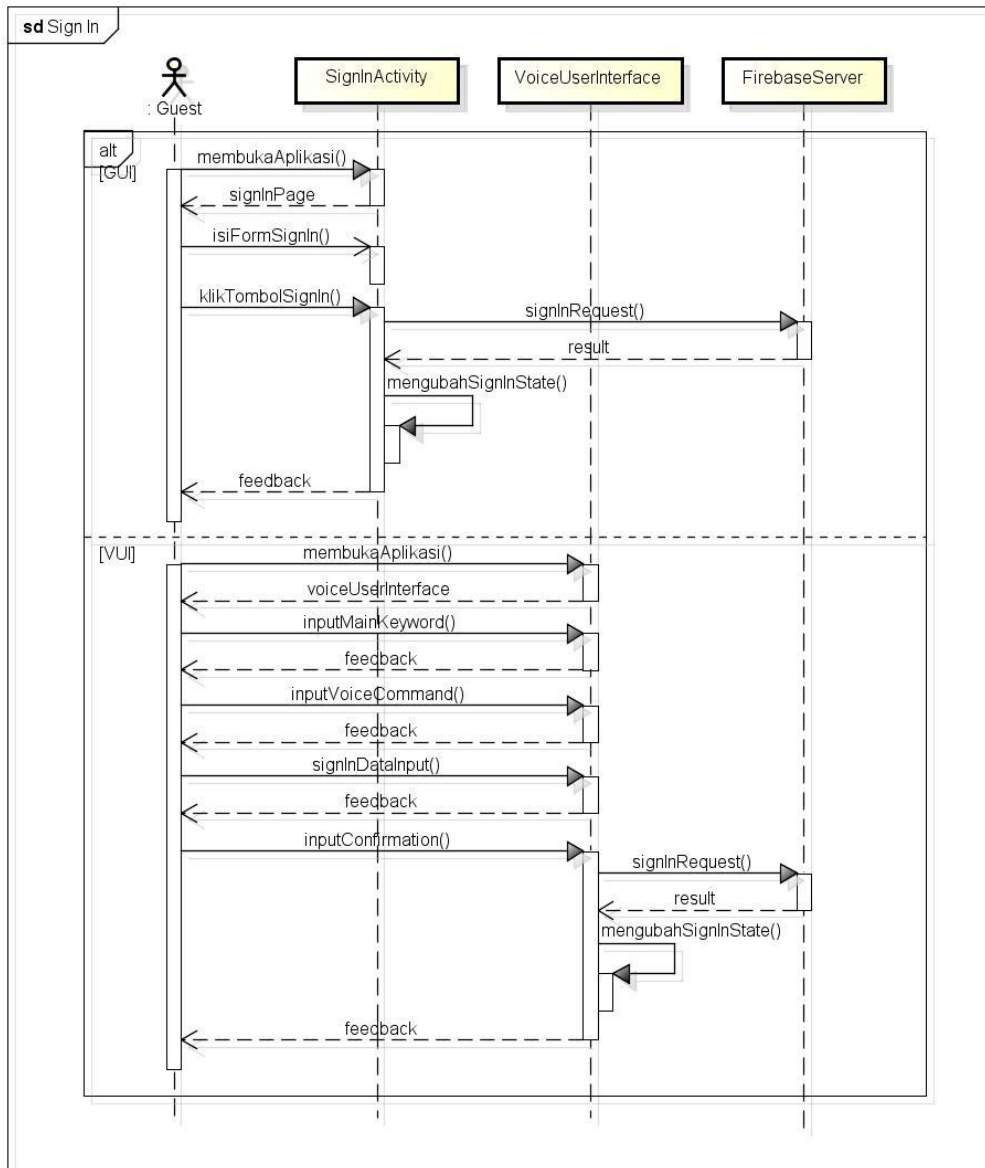 sd Sign In
: Guest
SignInActivity
VoiceUserInterface
FirebaseServer
alt
[GUI]
membukaAplikasi()
signInPage
isiFormSignIn()
klikTombolSignIn()
signInRequest()
result
mengubahSignInState()
feedback
[VUI]
membukaAplikasi()
voiceUserInterface
inputMainKeyword()
feedback
inputVoiceCommand()
feedback
signInDataInput()
feedback
inputConfirmation()
signInRequest()
result
mengubahSignInState()
feedback